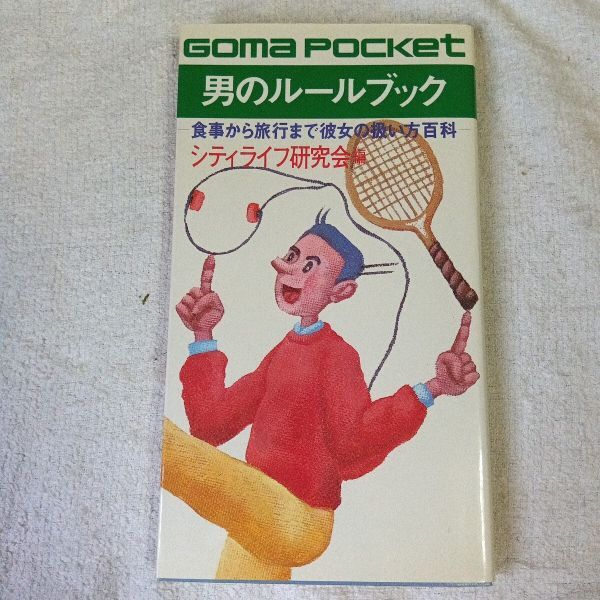 GOMA POCKET
男のルールブック
食事から旅行まで彼女の扱い方百科
シティライフ研究会編